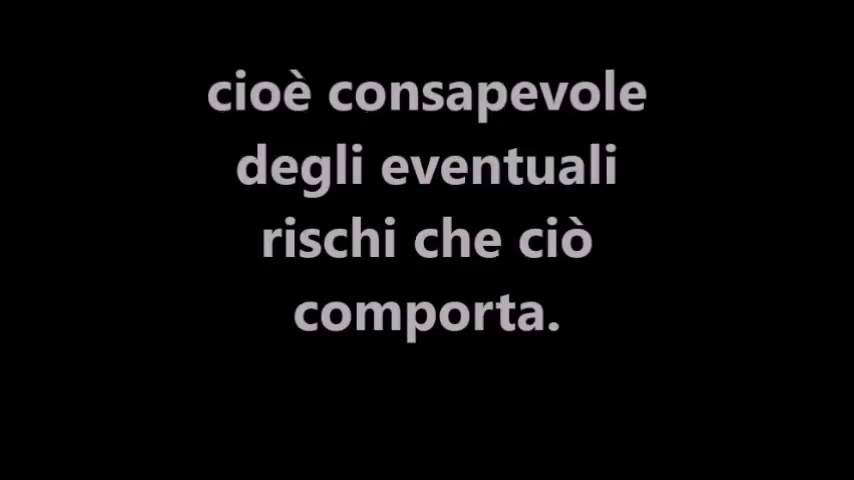 cioè consapevole
degli eventuali
rischi che ciò
comporta.